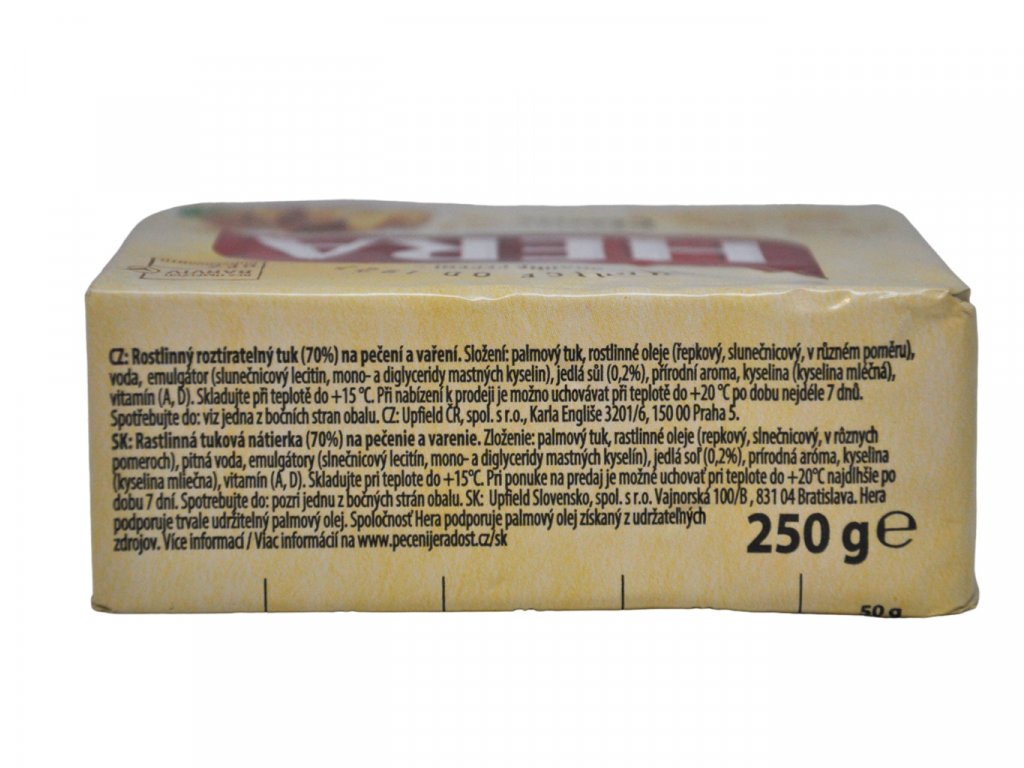 HERA
CZ: Rostlinný roztíratelný tuk (70%) na pečení a vaření. Složení: palmový tuk, rostlinné oleje (řepkový, slunečnicový, v různém poměru),
voda, emulgátor (slunečnicový lecitin, mono- a diglyceridy mastných kyselin), jedlá sůl (0,2%), přírodní aroma, kyselina (kyselina mléčná),
vitamín (A, D). Skladujte při teplotě do +15 °C. Při nabízení k prodeji je možno uchovávat při teplotě do +20 °C po dobu nejdéle 7 dnů.
Spotřebujte do: viz jedna z bočních stran obalu. CZ: Upfield ČR, spol. s r.o., Karla Engliše 3201/6, 150 00 Praha 5.
SK: Rastlinná tuková nátierka (70%) na pečenie a varenie. Zloženie: palmový tuk, rastlinné oleje (repkový, slnečnicový, v rôznych
pomeroch), pitná voda, emulgátory (slnečnicový lecitín, mono- a diglyceridy mastných kyselín), jedlá soľ (0,2%), prírodná aróma, kyselina
(kyselina mliečna), vitamín (A, D). Skladujte pri teplote do +15°C. Pri ponuke na predaj je možné uchovať pri teplote do +20°C najdlhšie po
dobu 7 dní. Spotrebujte do: pozri jednu z bočných strán obalu. SK: Upfield Slovensko, spol. s r.o. Vajnorská 100/B , 831 04 Bratislava. Hera
podporuje trvale udržitelný palmový olej. Spoločnosť Hera podporuje palmový olej získaný z udržateľných
zdrojov. Více informací / Viac informácií na www.pecenijeradost.cz/sk
250 g ℮
50 g